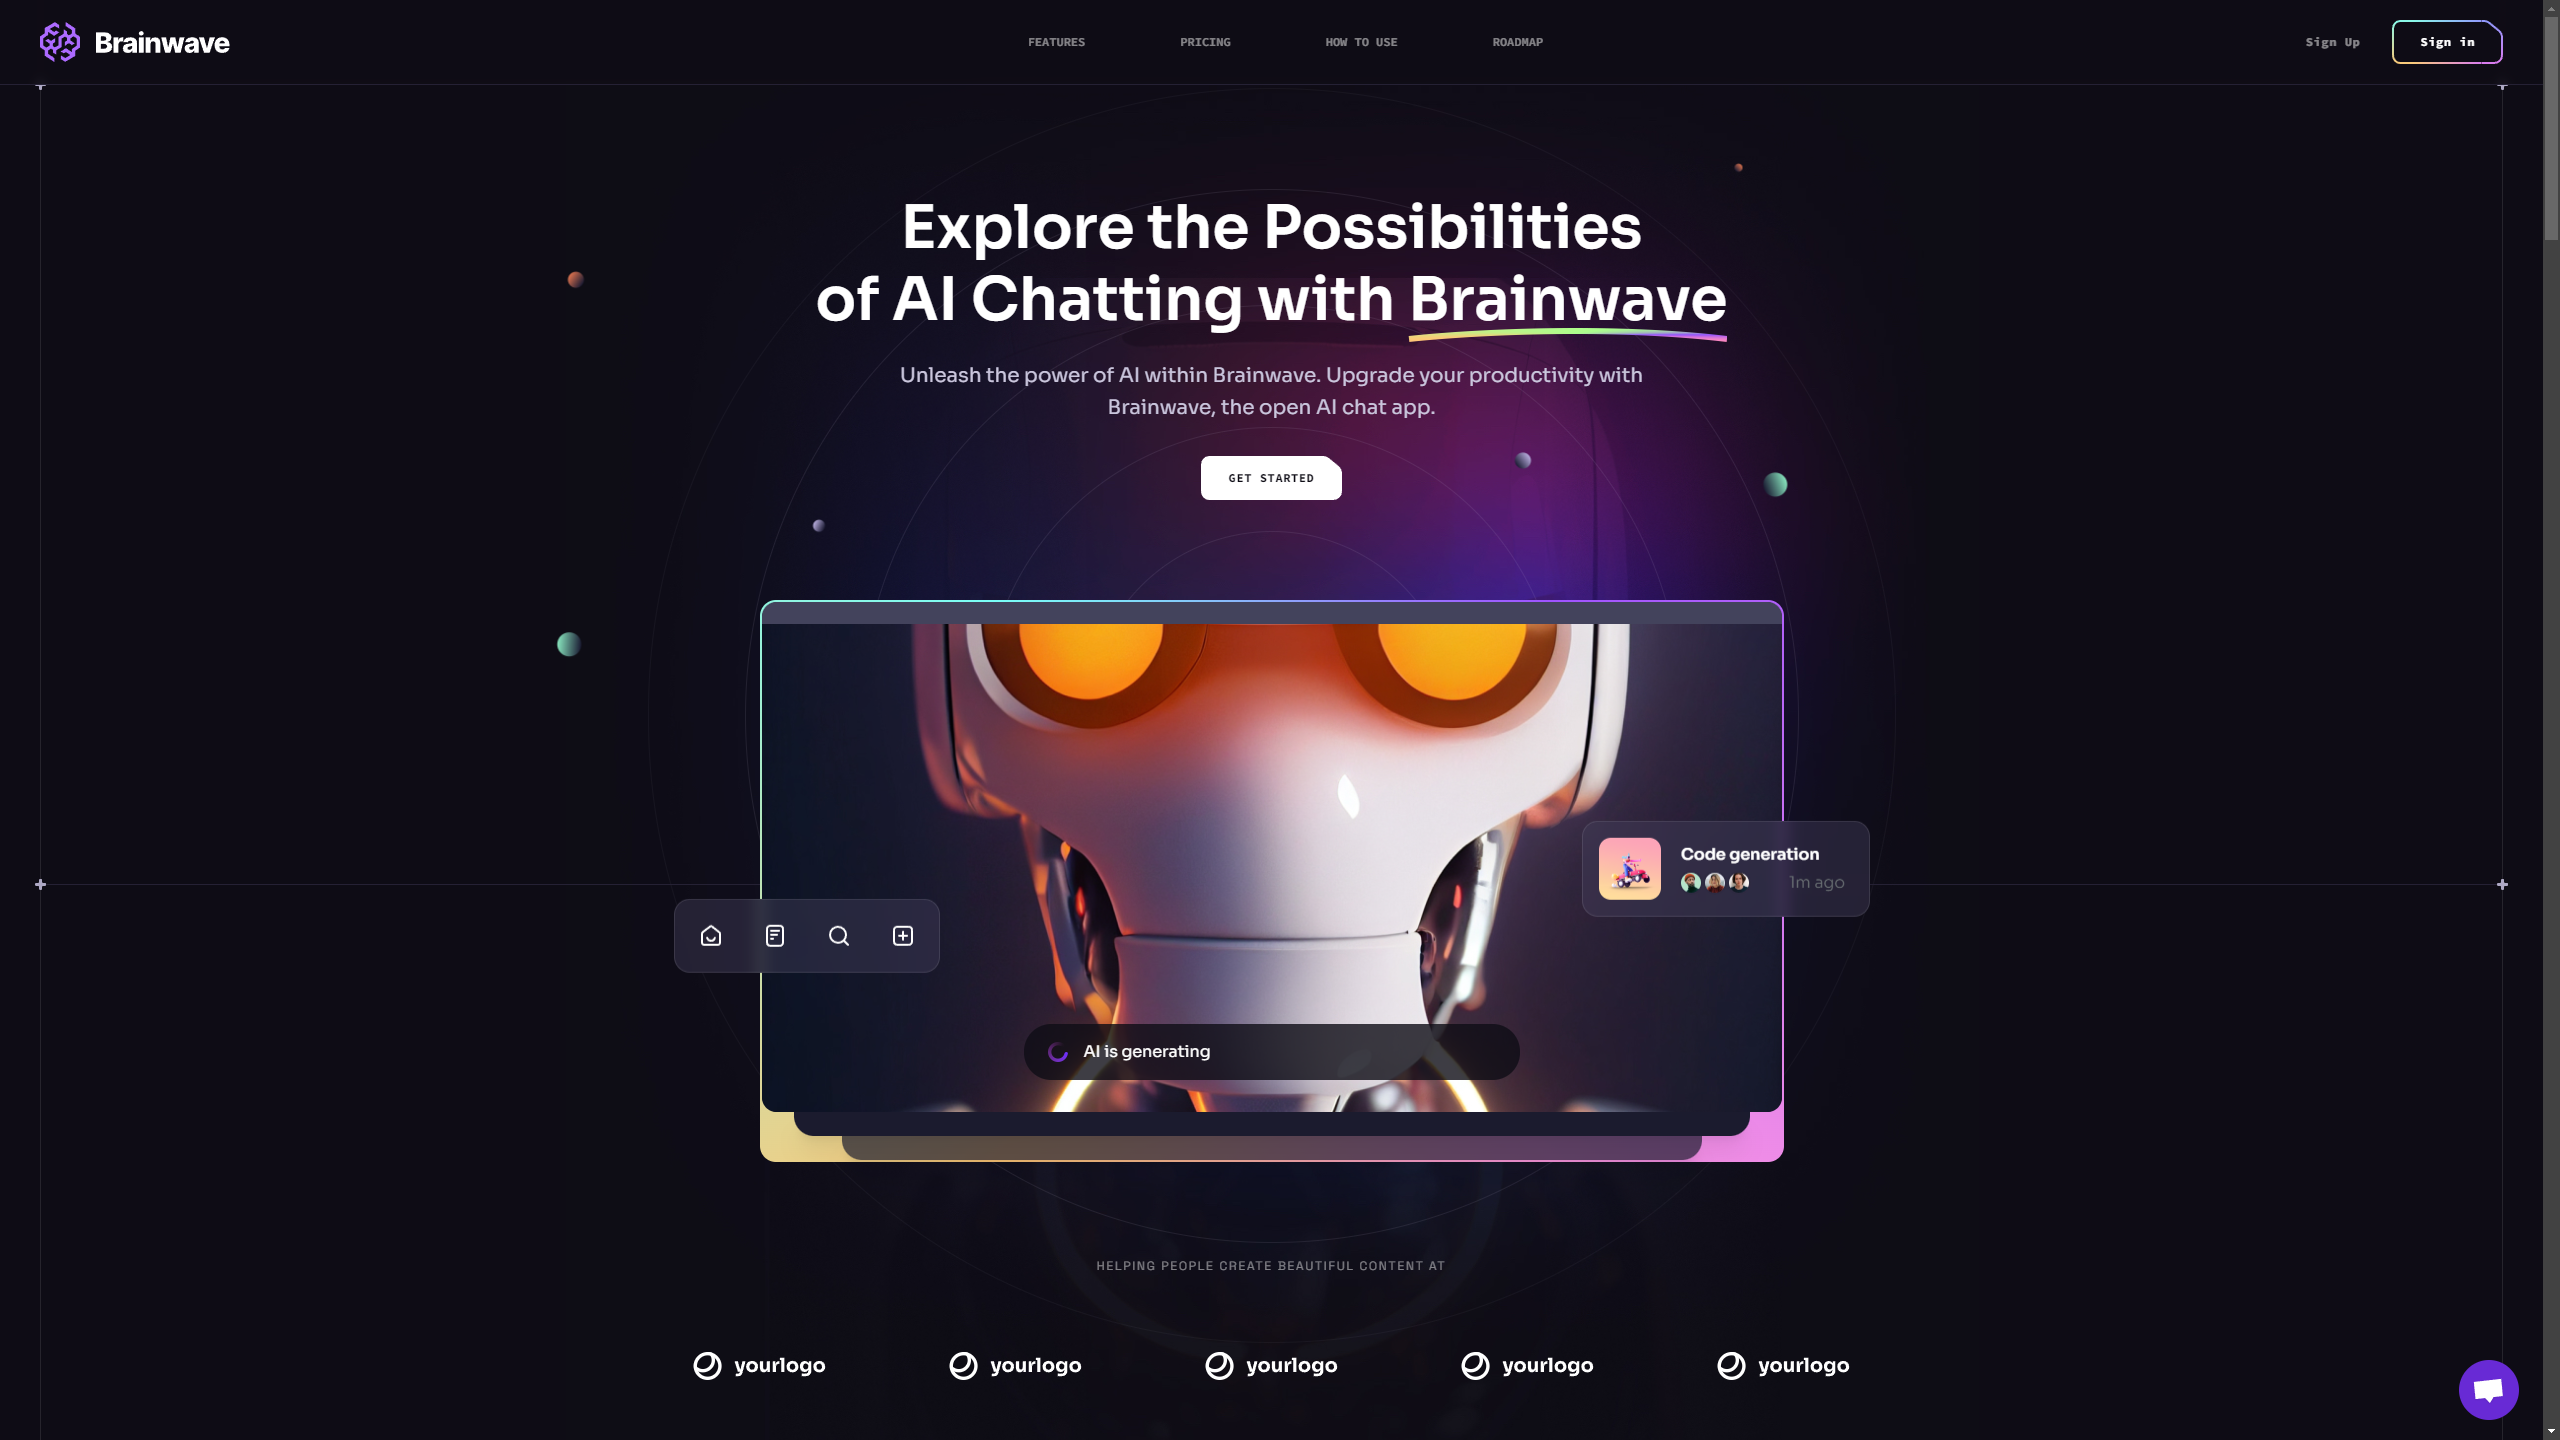 Brainwave
FEATURES
PRICING
HOW TO USE
ROADMAP
Sign Up
Sign in
Explore the Possibilities
of AI Chatting with Brainwave
Unleash the power of AI within Brainwave. Upgrade your productivity with
Brainwave, the open AI chat app.
GET STARTED
Code generation
1m ago
AI is generating
HELPING PEOPLE CREATE BEAUTIFUL CONTENT AT
yourlogo
yourlogo
yourlogo
yourlogo
yourlogo